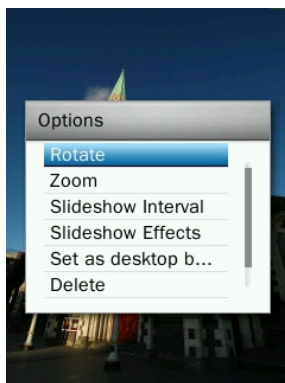 Options
Rotate
Zoom
Slideshow Interval
Slideshow Effects
Set as desktop b...
Delete